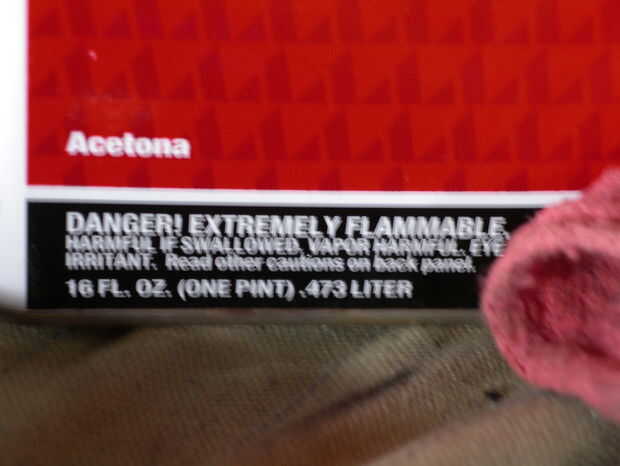 Acetona
DANGER! EXTREMELY FLAMMABLE.
HARMFUL IF SWALLOWED, VAPOR HARMFUL. EYE
IRRITANT. Read other cautions on back panel.
16 FL. OZ. (ONE PINT) .473 LITER